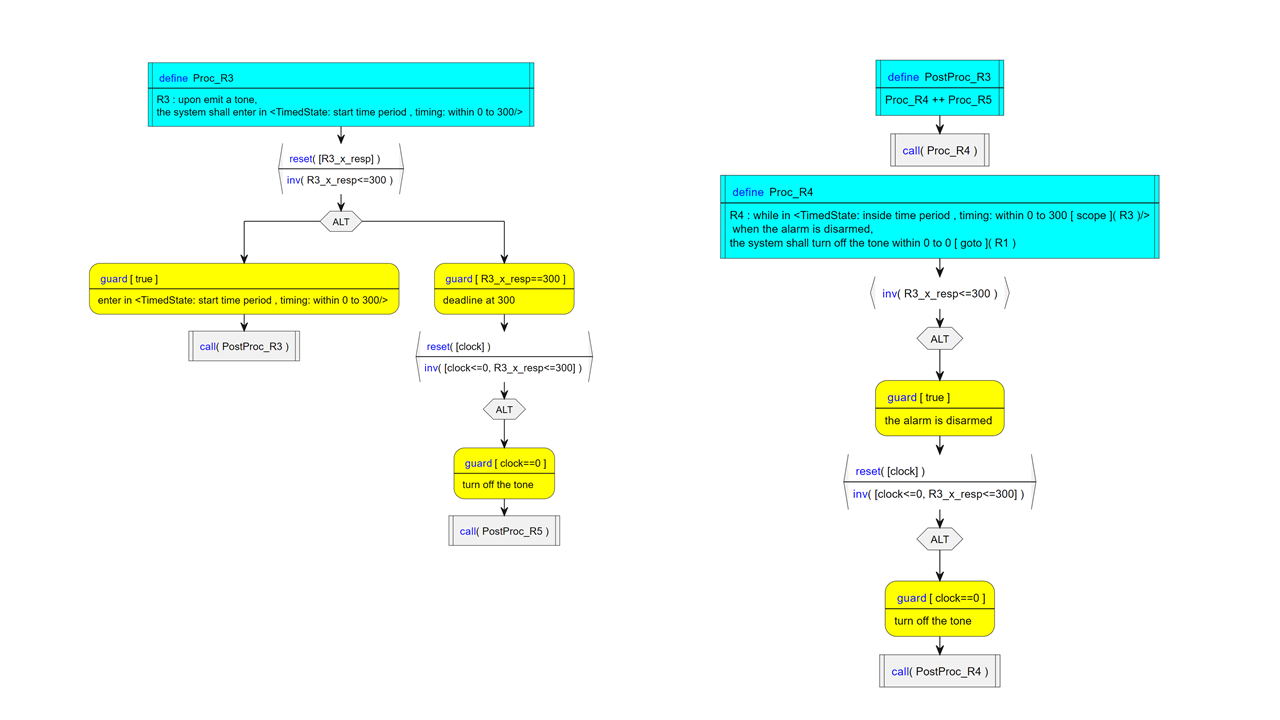 define Proc_R3
R3 : upon emit a tone,
the system shall enter in <TimedState: start time period , timing: within 0 to 300/>
reset( [R3_x_resp] )
inv( R3_x_resp<=300 )
ALT
guard [ true ]
enter in <TimedState: start time period , timing: within 0 to 300/>
call( PostProc_R3 )
guard [ R3_x_resp==300 ]
deadline at 300
reset( [clock] )
inv( [clock<=0, R3_x_resp<=300] )
ALT
guard [ clock==0 ]
turn off the tone
call( PostProc_R5 )
define PostProc_R3
Proc_R4 ++ Proc_R5
call( Proc_R4 )
define Proc_R4
R4 : while in <TimedState: inside time period , timing: within 0 to 300 [ scope ]( R3 )/>
when the alarm is disarmed,
the system shall turn off the tone within 0 to 0 [ goto ]( R1 )
inv( R3_x_resp<=300 )
ALT
guard [ true ]
the alarm is disarmed
reset( [clock] )
inv( [clock<=0, R3_x_resp<=300] )
ALT
guard [ clock==0 ]
turn off the tone
call( PostProc_R4 )